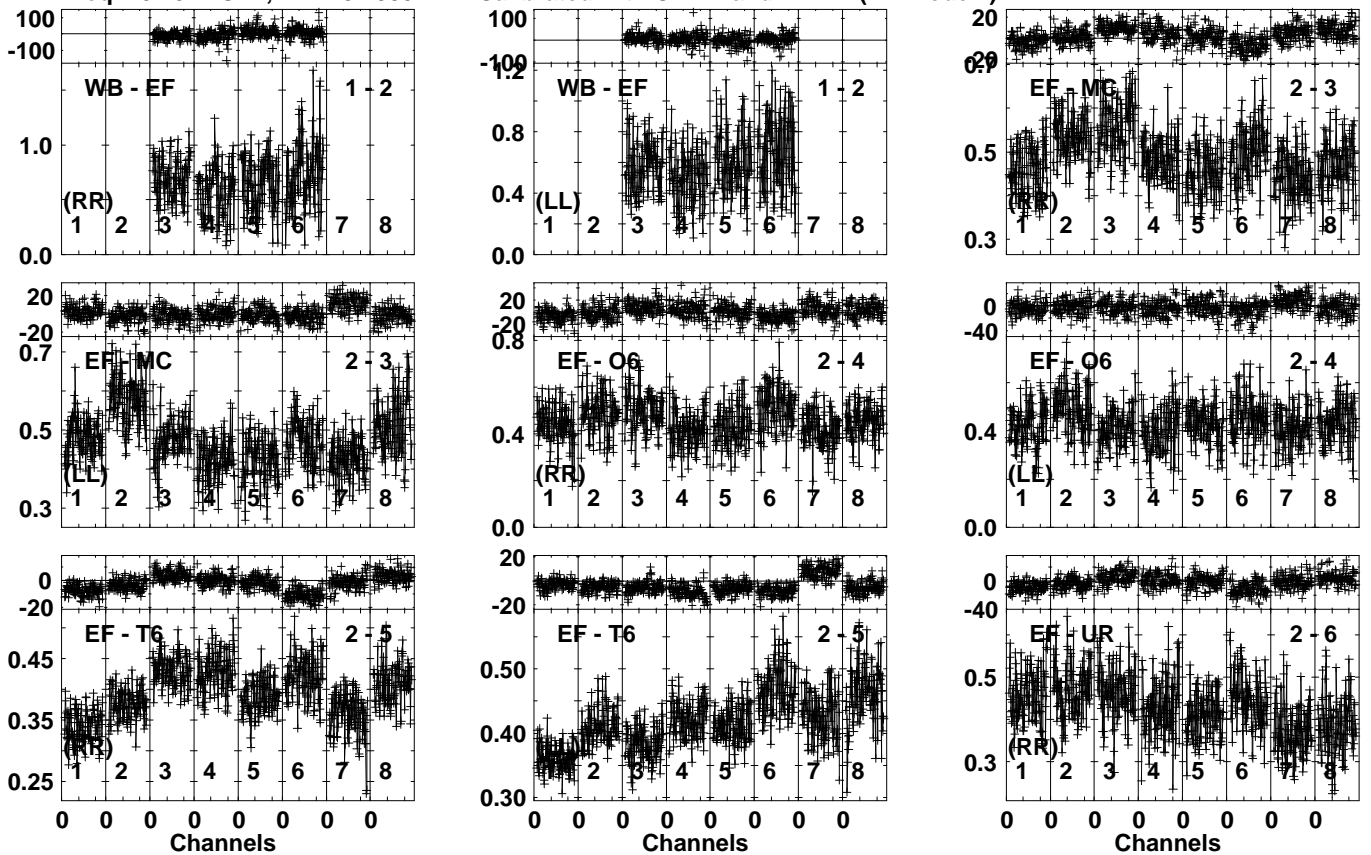 100
-100
WB - EF 1 - 2
1.0
(RR)
1 2 3 4 5 6 7 8
0.0
100
-100
1.2
WB - EF 1 - 2
0.8
0.4
(LL)
1 2 3 4 5 6 7 8
0.0
20
-20
0.7
EF - MC 2 - 3
0.5
(RR)
1 2 3 4 5 6 7 8
0.3
20
-20
0.7
EF - MC 2 - 3
0.5
(LL)
1 2 3 4 5 6 7 8
0.3
20
-20
0.8
EF - O6 2 - 4
0.4
(RR)
1 2 3 4 5 6 7 8
0.0
0
-40
EF - O6 2 - 4
0.4
(LL)
1 2 3 4 5 6 7 8
0.0
0
-20
EF - T6 2 - 5
0.45
0.35
(RR)
1 2 3 4 5 6 7 8
0.25
0 0 0 0 0 0 0 0
Channels
20
-20
EF - T6 2 - 5
0.50
0.40
2 3 4 5 6 7 8
0.30
0 0 0 0 0 0 0 0
Channels
0
-40
EF - UR 2 - 6
0.5
(RR)
0.3
1 2 3 4 5 6 7 8
0 0 0 0 0 0 0 0
Channels